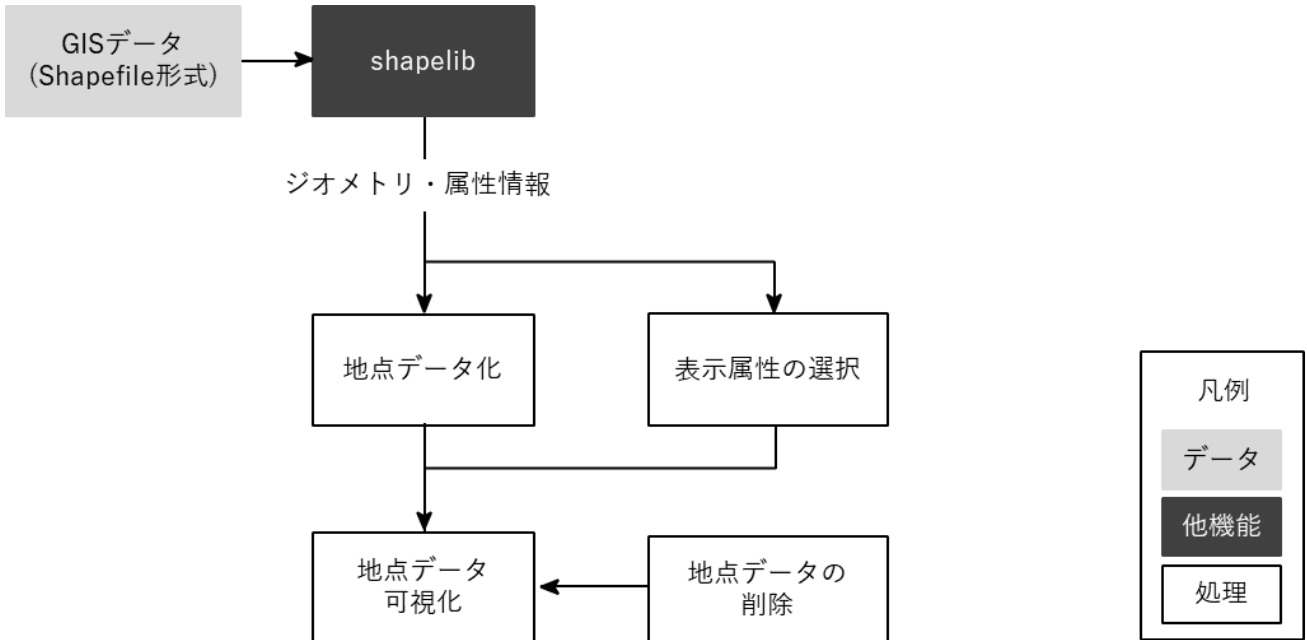 GISデータ
(Shapefile形式)
shapelib
ジオメトリ・属性情報
地点データ化
表示属性の選択
地点データ
可視化
地点データの
削除
凡例
データ
他機能
処理